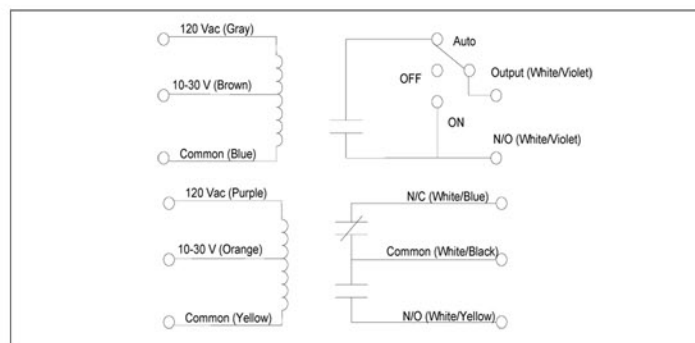 120 Vac (Gray)
Auto
OFF
Output (White/Violet)
10-30 V (Brown)
ON
N/O (White/Violet)
Common (Blue)
120 Vac (Purple)
N/C (White/Blue)
10-30 V (Orange)
Common (White/Black)
Common (Yellow)
N/O (White/Yellow)